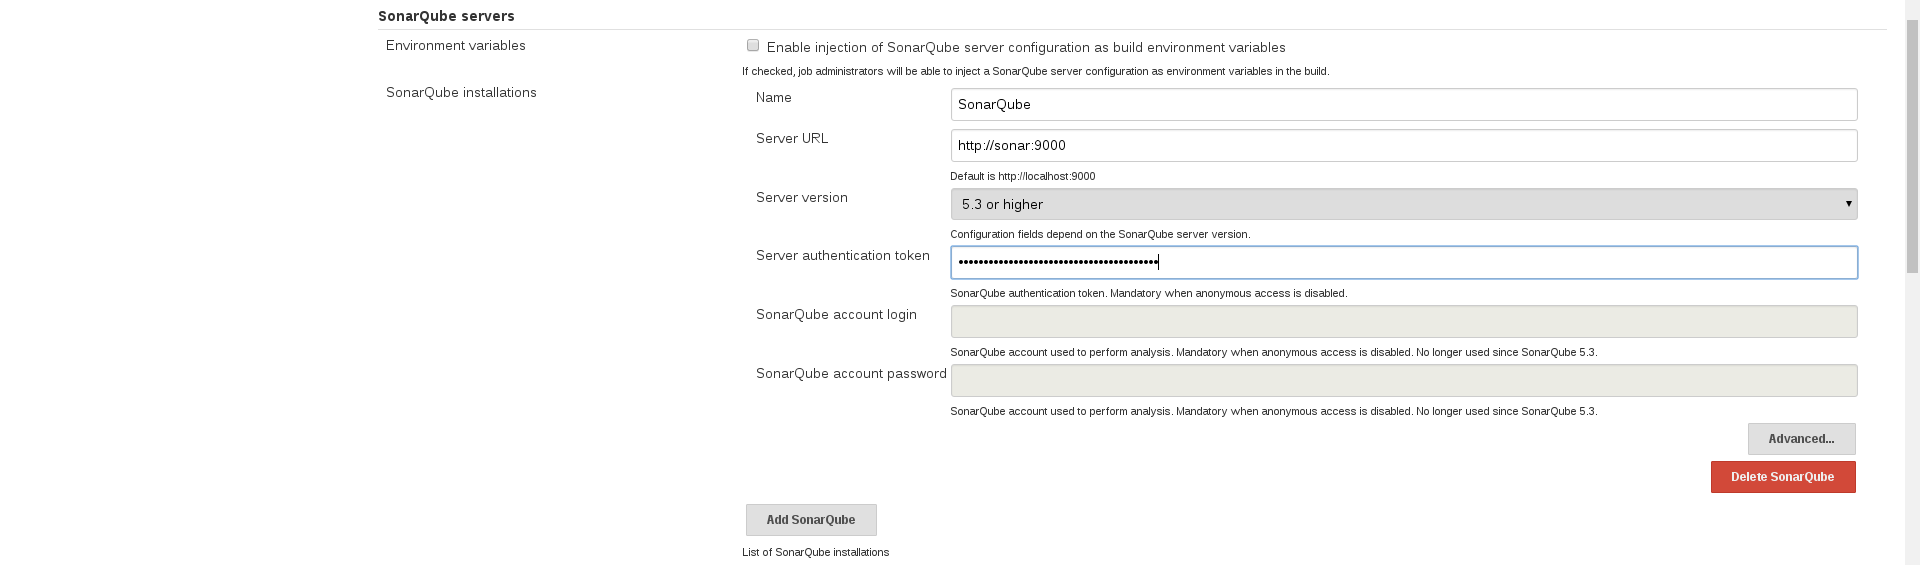 SonarQube servers
Environment variables
Enable injection of SonarQube server configuration as build environment variables
If checked, job administrators will be able to inject a SonarQube server configuration as environment variables in the build.
SonarQube installations
Name
SonarQube
Server URL
http://sonar:9000
Default is http://localhost:9000
Server version
5.3 or higher
Configuration fields depend on the SonarQube server version.
Server authentication token
••••••••••••••••••••••••••••••••••••••••
SonarQube authentication token. Mandatory when anonymous access is disabled.
SonarQube account login
SonarQube account used to perform analysis. Mandatory when anonymous access is disabled. No longer used since SonarQube 5.3.
SonarQube account password
SonarQube account used to perform analysis. Mandatory when anonymous access is disabled. No longer used since SonarQube 5.3.
Advanced...
Delete SonarQube
Add SonarQube
List of SonarQube installations